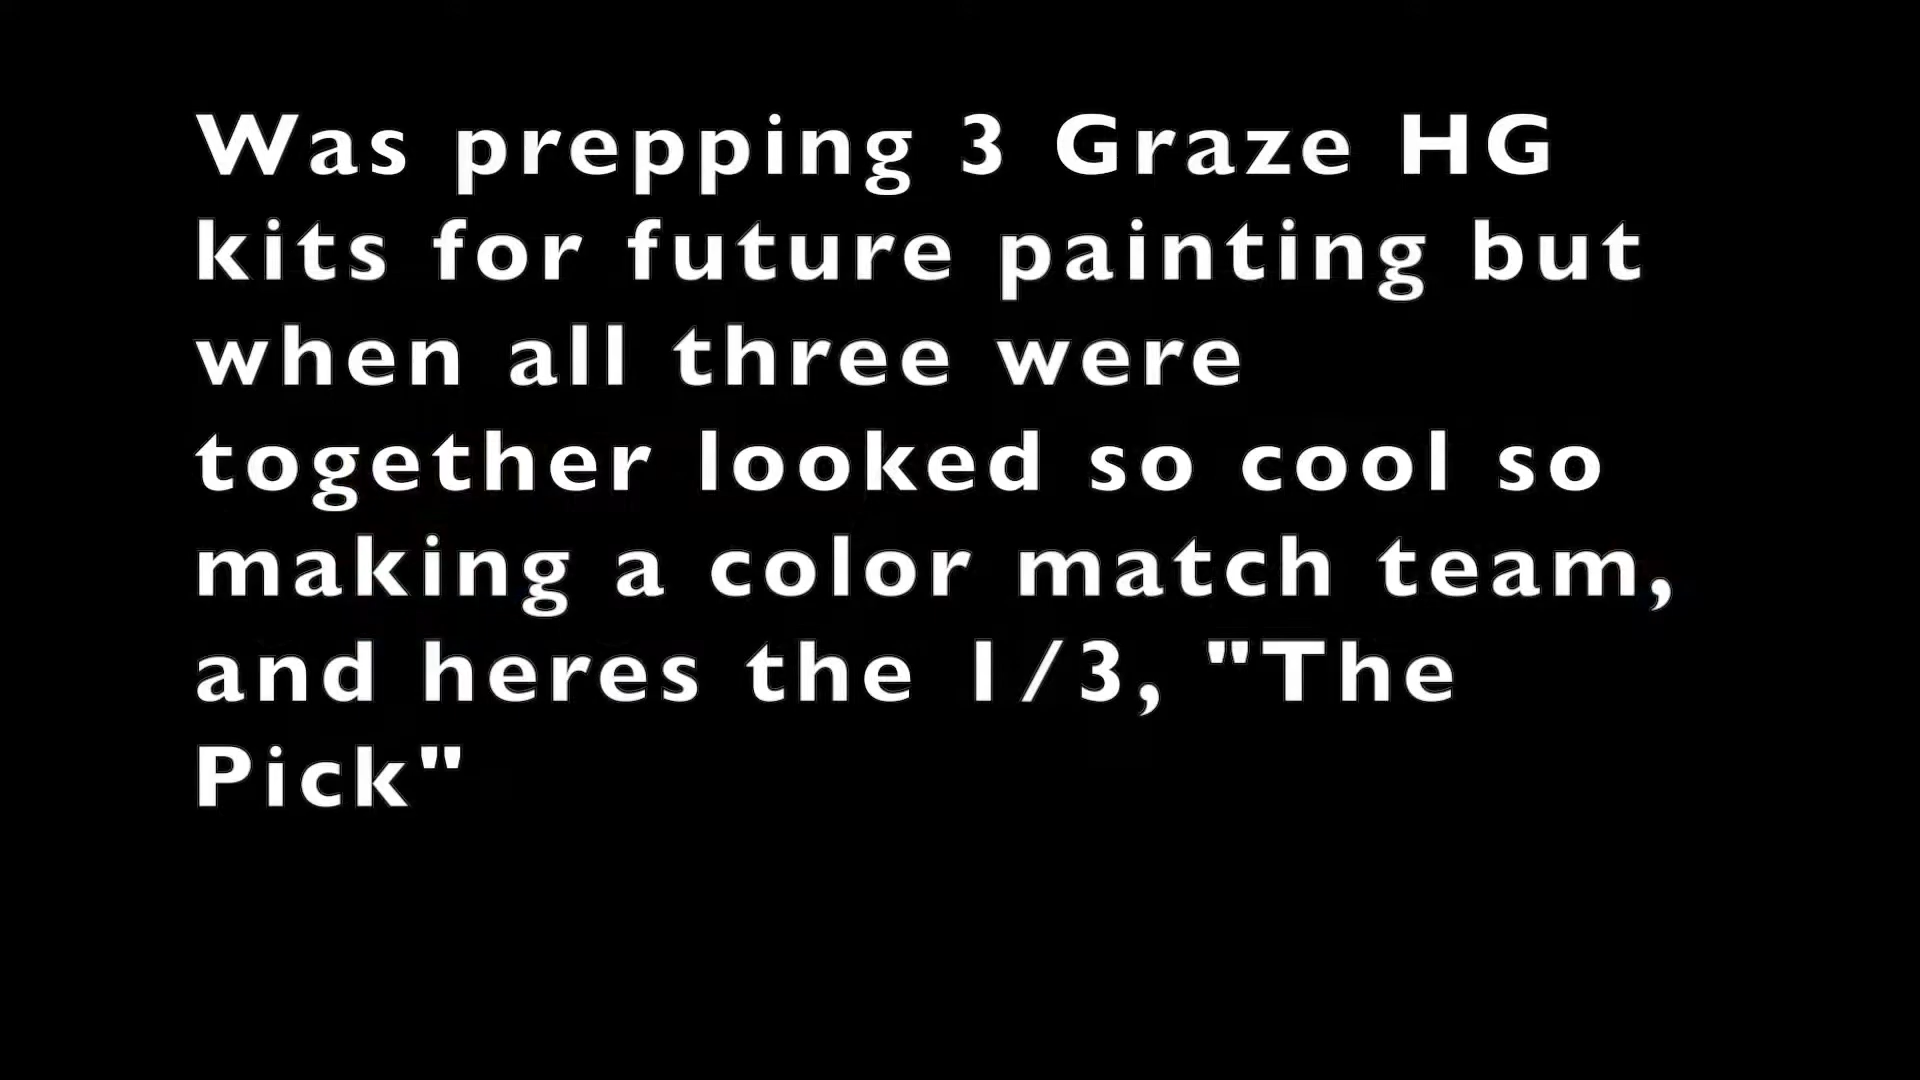 Was prepping 3 Graze HG
kits for future painting but
when all three were
together looked so cool so
making a color match team,
and heres the 1/3, "The
Pick"